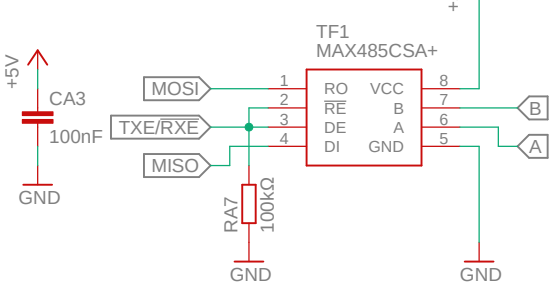 +
TF1
MAX485CSA+
+5V
CA3
100nF
GND
MOSI
TXE/RXE
MISO
1 RO VCC 8
2 RE B 7
3 DE A 6
4 DI GND 5
B
A
RA7
100kΩ
GND
GND